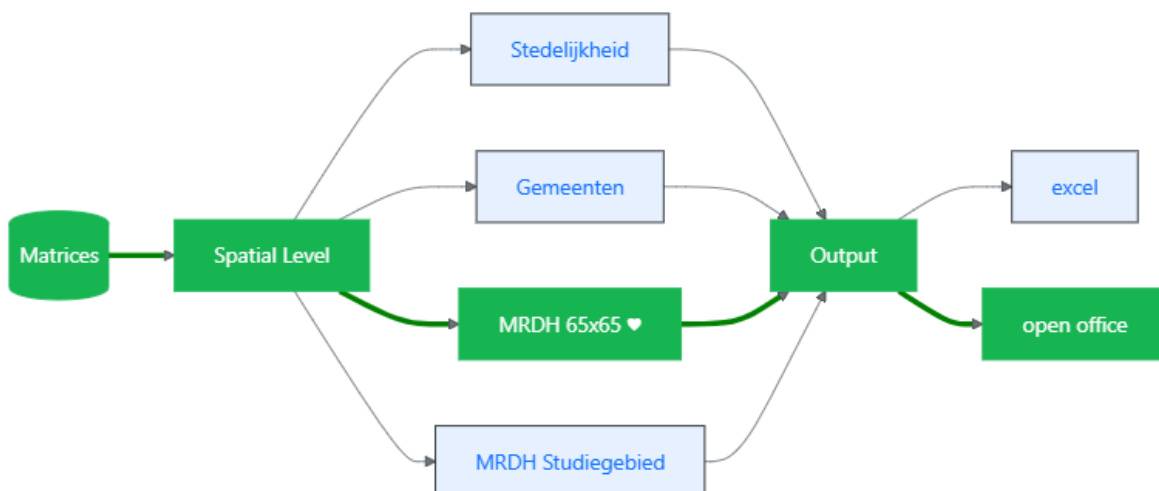 Stedelijkheid
Gemeenten
excel
Matrices
Spatial Level
Output
MRDH 65x65 ♥
open office
MRDH Studiegebied